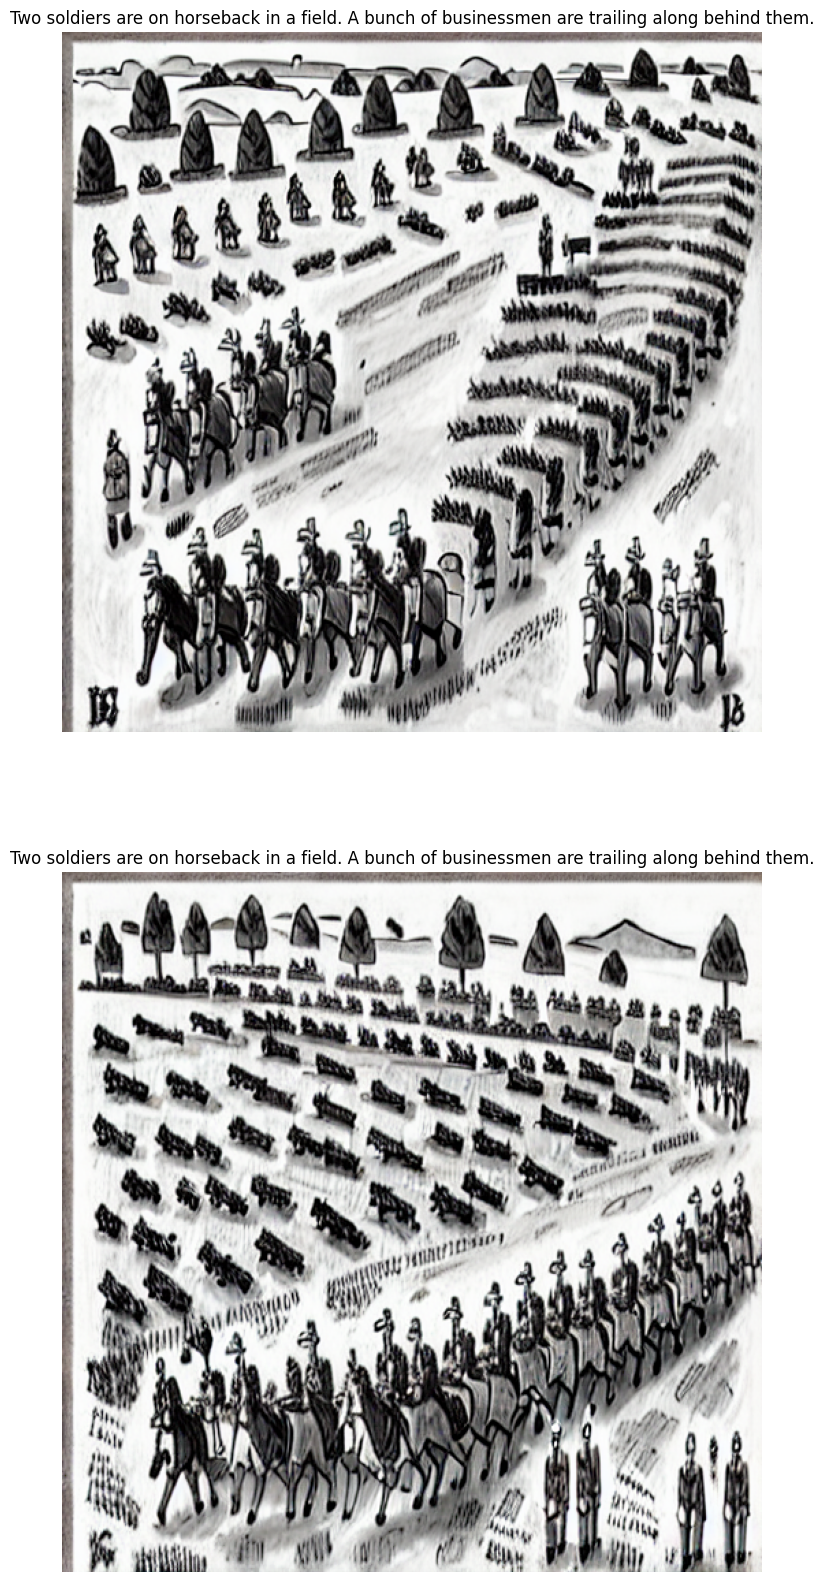 Two soldiers are on horseback in a field. A bunch of businessmen are trailing along behind them.
Two soldiers are on horseback in a field. A bunch of businessmen are trailing along behind them.